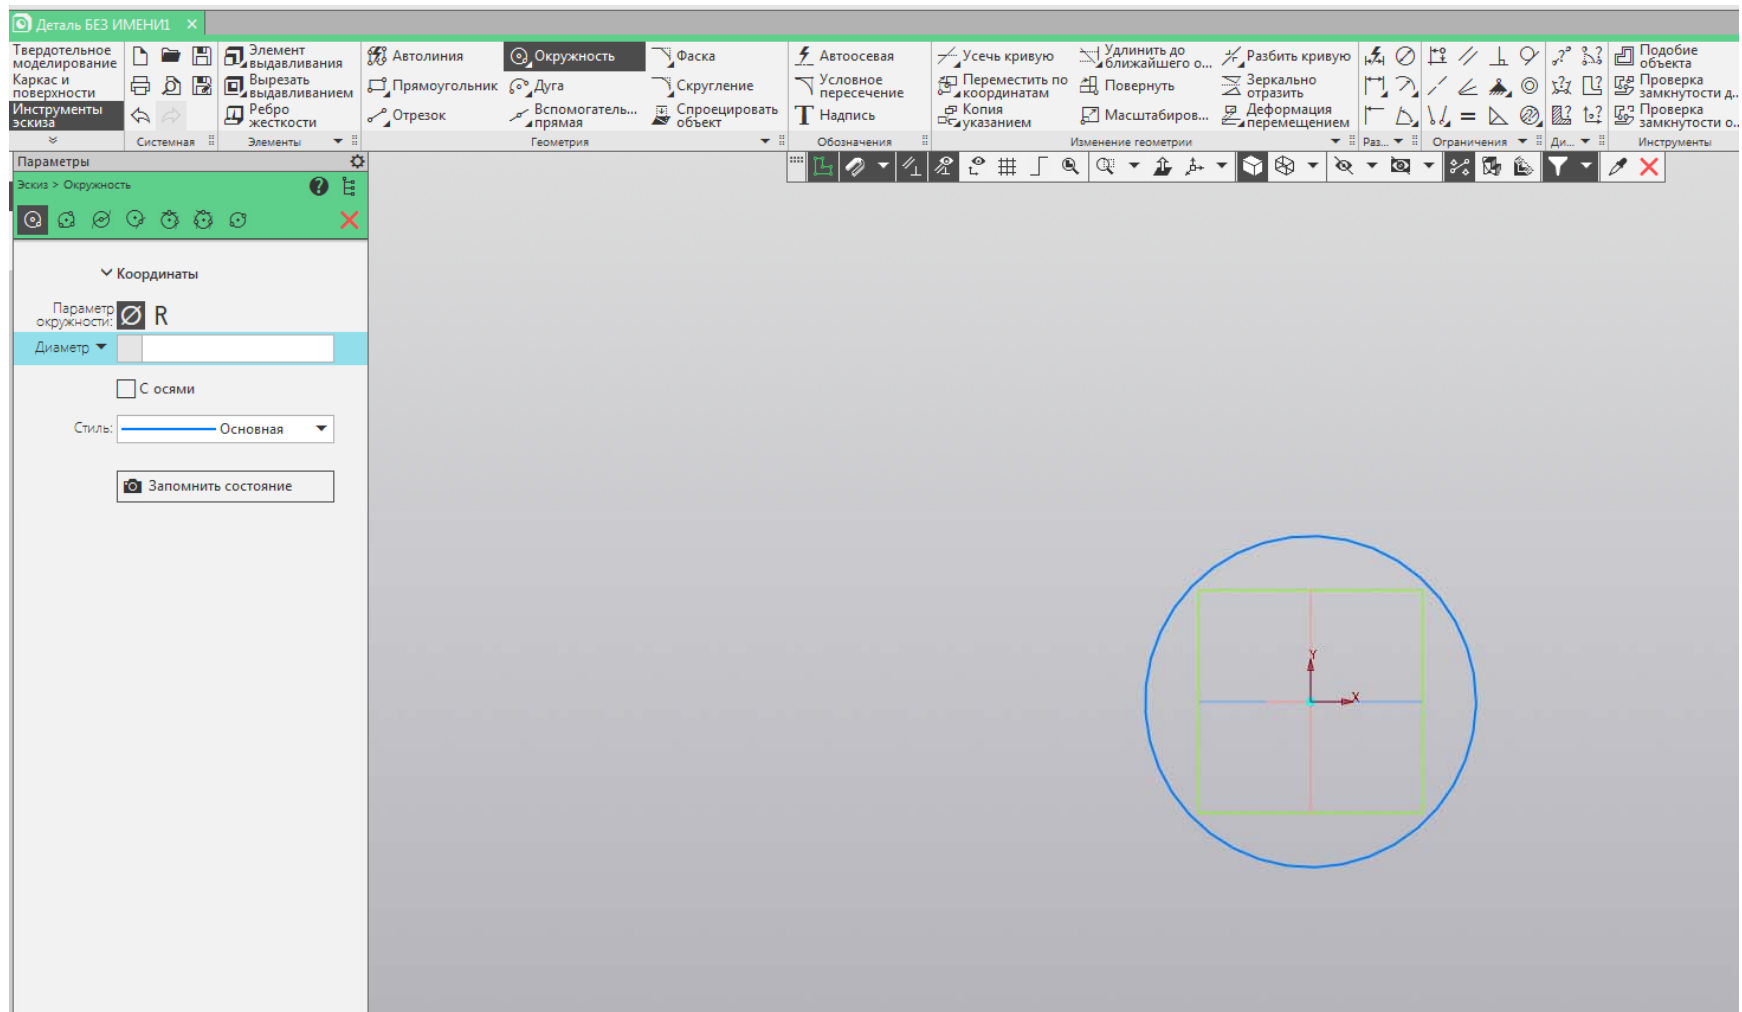 Деталь БЕЗ ИМЕНИ1
Твердотельное
моделирование
Каркас и
поверхности
Инструменты
эскиза
Системная
Элемент
выдавливания
Вырезать
выдавливанием
Ребро
жесткости
Элементы
Автолиния
Окружность
Фаска
Прямоугольник
Дуга
Скругление
Отрезок
Вспомогатель...
прямая
Спроецировать
объект
Геометрия
Автоосевая
Условное
пересечение
Надпись
Обозначения
Усечь кривую
Удлинить до
ближайшего о...
Разбить кривую
Переместить по
координатам
Повернуть
Зеркально
отразить
Копия
указанием
Масштабиров...
Деформация
перемещением
Изменение геометрии
Раз...
Ограничения
Ди...
Подобие
объекта
Проверка
замкнутости д...
Проверка
замкнутости о...
Инструменты
Параметры
Эскиз > Окружность
Координаты
Параметр
окружности:
R
Диаметр
С осями
Стиль:
Основная
Запомнить состояние
Y
X